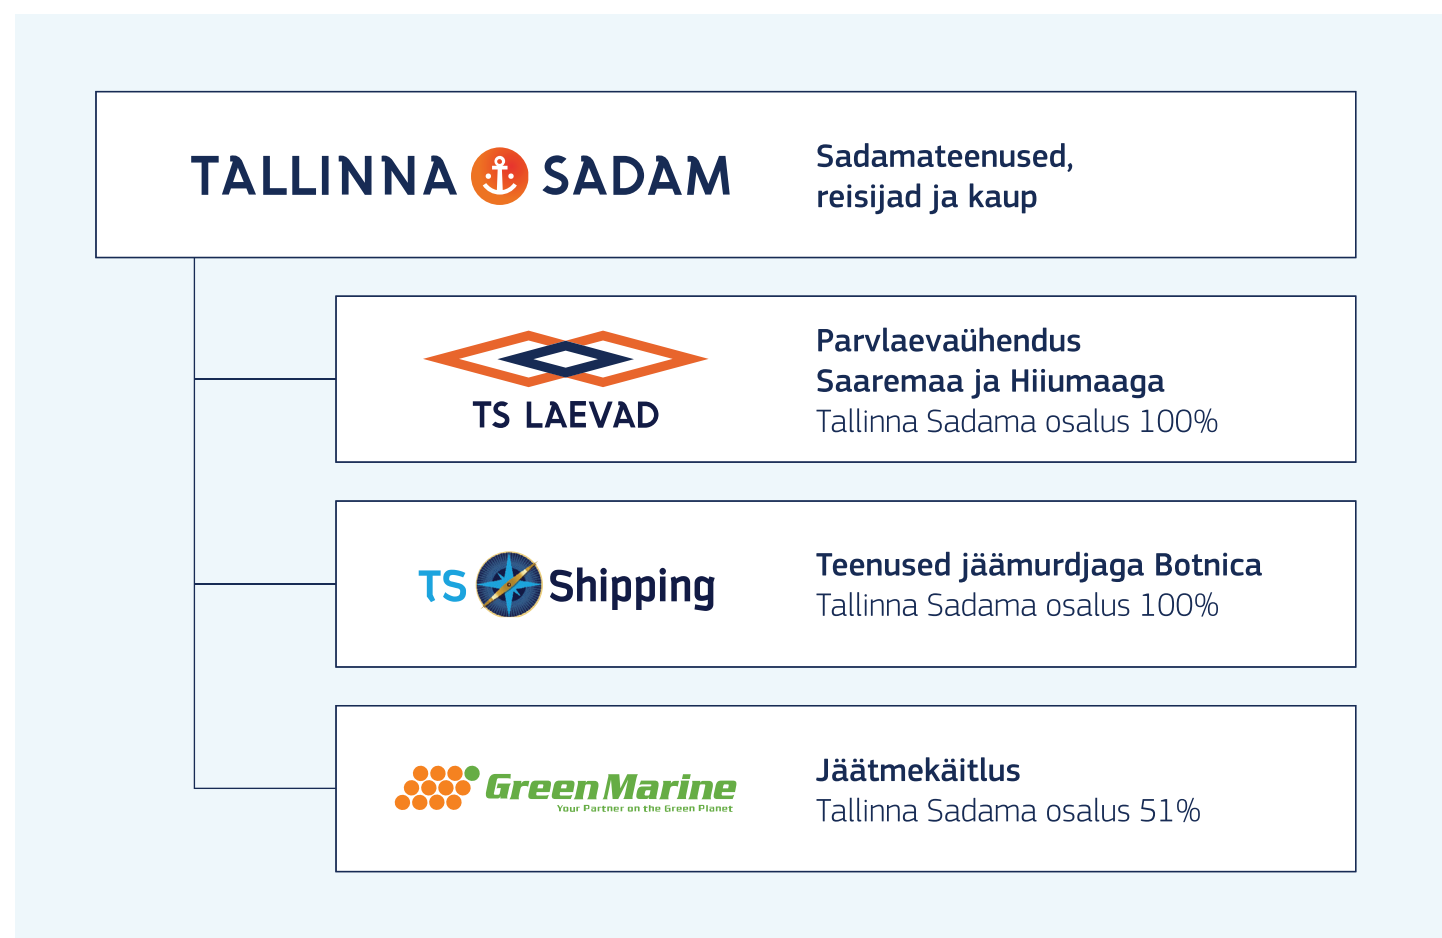 TALLINNA SADAM
Sadamateenused,
reisijad ja kaup
TS LAEVAD
Parvlaevaühendus
Saaremaa ja Hiiumaaga
Tallinna Sadama osalus 100%
TS Shipping
Teenused jäämurdjaga Botnica
Tallinna Sadama osalus 100%
Green Marine
Your Partner on the Green Planet
Jäätmekäitlus
Tallinna Sadama osalus 51%